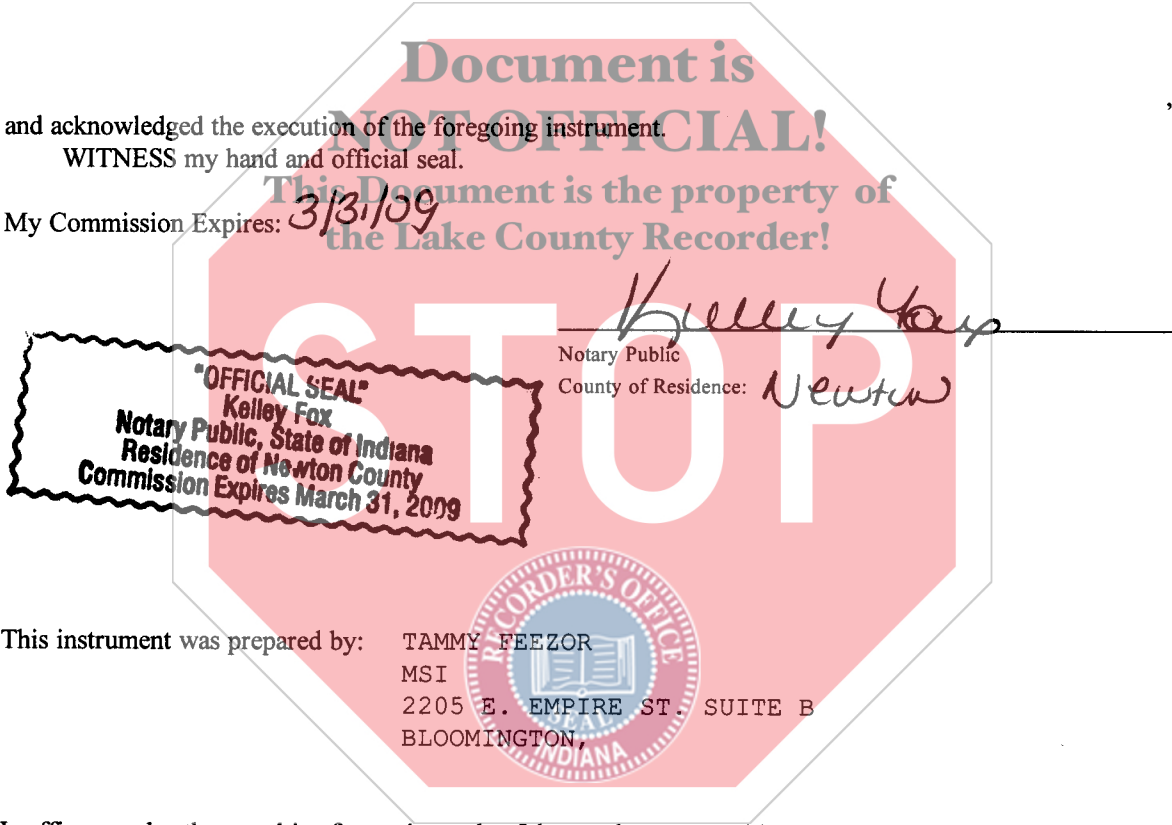 Document is
NOT OFFICIAL!
,
and acknowledged the execution of the foregoing instrument.
WITNESS my hand and official seal.
This Document is the property of
the Lake County Recorder!
My Commission Expires: 3/31/09
STOP
Kelley Fox
Notary Public
County of Residence: Newton
"OFFICIAL SEAL"
Kelley Fox
Notary Public, State of Indiana
Residence of Newton County
Commission Expires March 31, 2009
RECORDER'S OFFICE
SEAL
INDIANA
This instrument was prepared by: TAMMY FEEZOR
MSI
2205 E. EMPIRE ST. SUITE B
BLOOMINGTON,